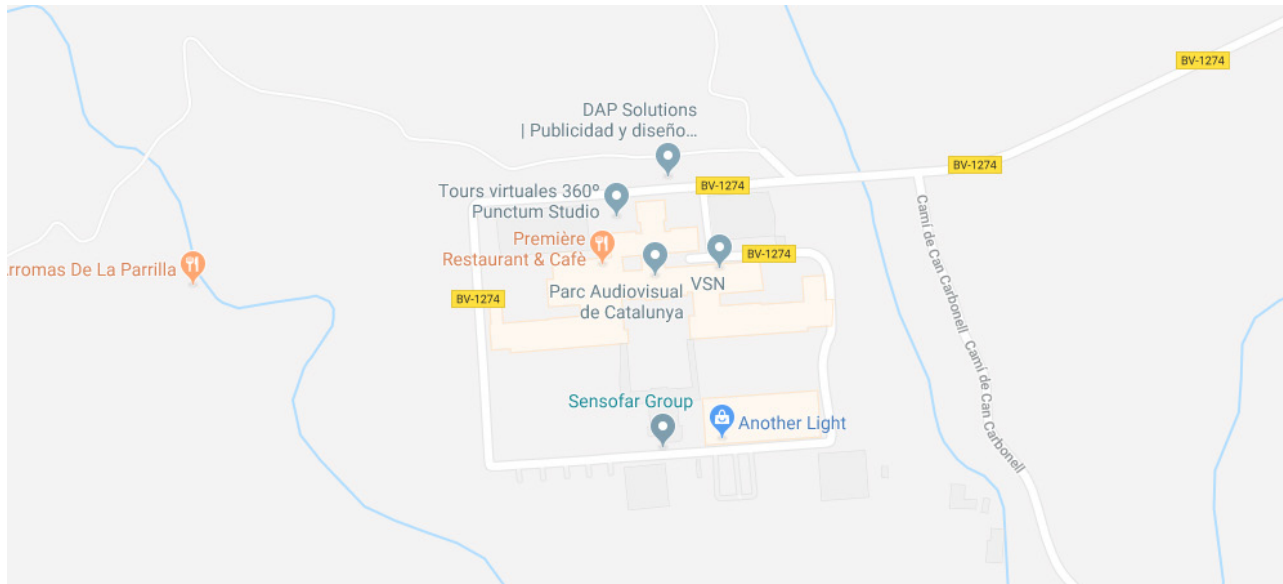 BV-1274
DAP Solutions
| Publicidad y diseño...
BV-1274
BV-1274
Tours virtuales 360º
Punctum Studio
Première
Restaurant & Cafè
BV-1274
rromas De La Parrilla
VSN
Parc Audiovisual
de Catalunya
BV-1274
Camí de Can Carbonell
Camí de Can Carbonell
Sensofar Group
Another Light